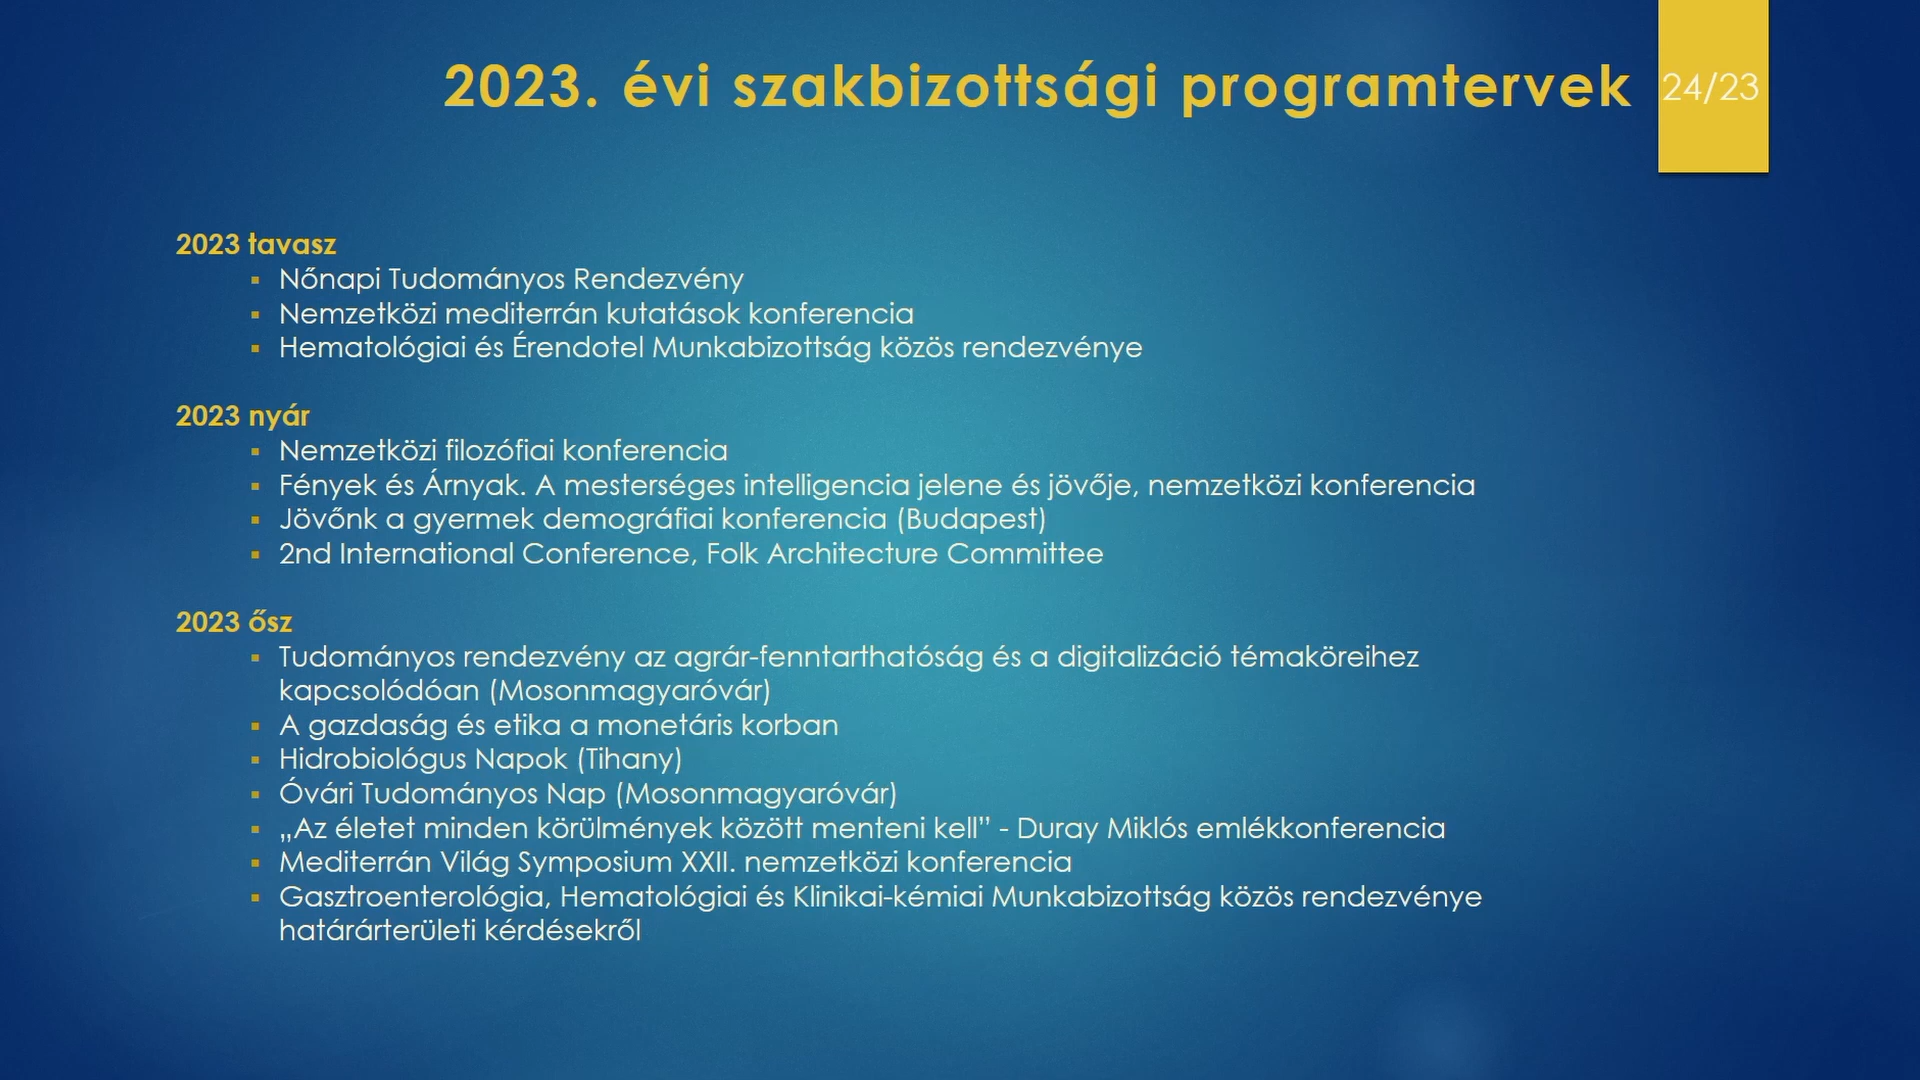 2023. évi szakbizottsági programtervek
24/23
2023 tavasz
▪ Nőnapi Tudományos Rendezvény
▪ Nemzetközi mediterrán kutatások konferencia
▪ Hematológiai és Érendotel Munkabizottság közös rendezvénye
2023 nyár
▪ Nemzetközi filozófiai konferencia
▪ Fények és Árnyak. A mesterséges intelligencia jelene és jövője, nemzetközi konferencia
▪ Jövőnk a gyermek demográfiai konferencia (Budapest)
▪ 2nd International Conference, Folk Architecture Committee
2023 ősz
▪ Tudományos rendezvény az agrár-fenntarthatóság és a digitalizáció témaköreihez
kapcsolódóan (Mosonmagyaróvár)
▪ A gazdaság és etika a monetáris korban
▪ Hidrobiológus Napok (Tihany)
▪ Óvári Tudományos Nap (Mosonmagyaróvár)
▪ „Az életet minden körülmények között menteni kell” - Duray Miklós emlékkonferencia
▪ Mediterrán Világ Symposium XXII. nemzetközi konferencia
▪ Gasztroenterológia, Hematológiai és Klinikai-kémiai Munkabizottság közös rendezvénye
határárterületi kérdésekről